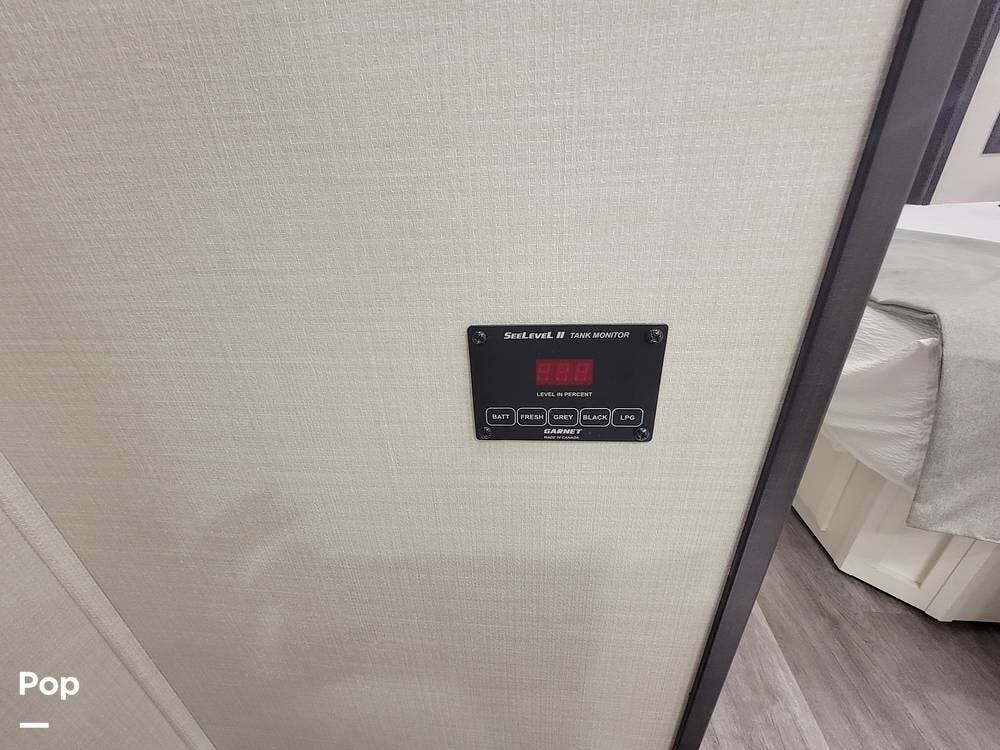 SEELEVEL II TANK MONITOR
LEVEL IN PERCENT
BATT FRESH GREY BLACK LPG
GARNET
MADE IN CANADA
Pop